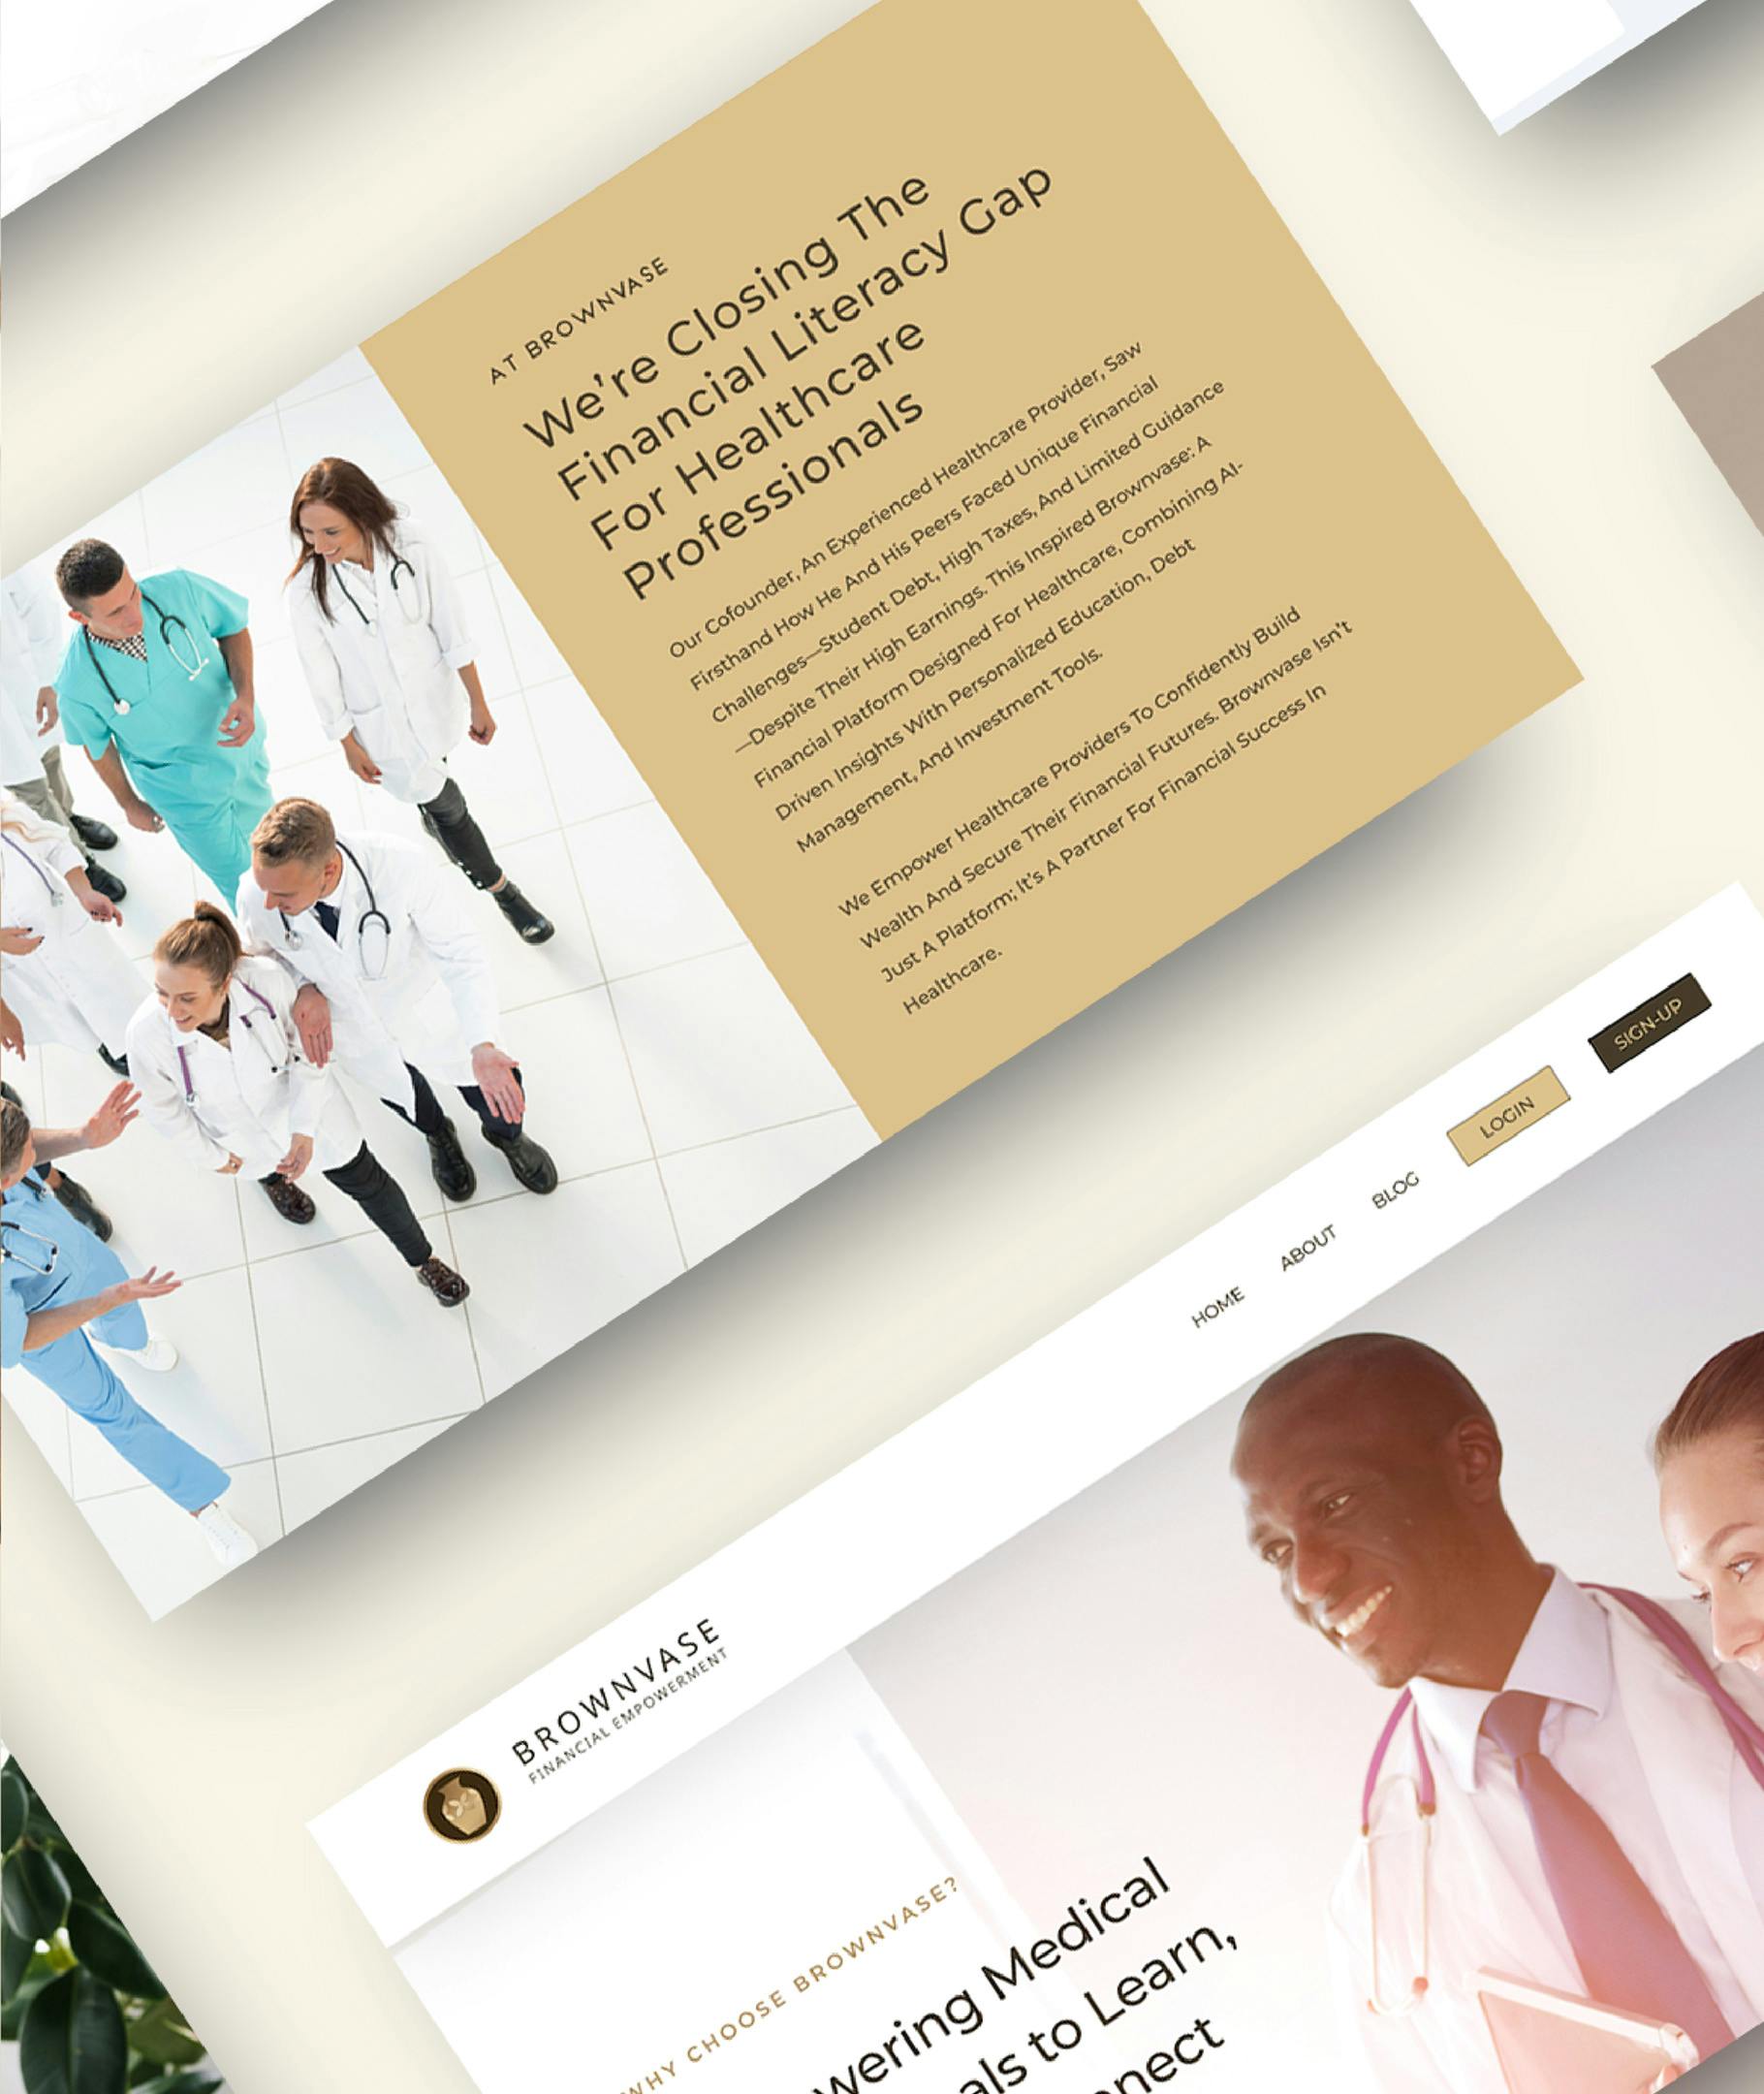 AT BROWNVASE
We're Closing The
Financial Literacy Gap
For Healthcare
Professionals
Our Cofounder, An Experienced Healthcare Provider, Saw
Firsthand How He And His Peers Faced Unique Financial
Challenges—Student Debt, High Taxes, And Limited Guidance
—Despite Their High Earnings. This Inspired Brownvase: A
Financial Platform Designed For Healthcare, Combining AI-
Driven Insights With Personalized Education, Debt
Management, And Investment Tools.
We Empower Healthcare Providers To Confidently Build
Wealth And Secure Their Financial Futures. Brownvase Isn't
Just A Platform; It's A Partner For Financial Success In
Healthcare.
BROWNVASE
FINANCIAL EMPOWERMENT
HOME
ABOUT
BLOG
LOGIN
SIGN-UP
WHY CHOOSE BROWNVASE?
wering Medical
als to Learn,
nnect